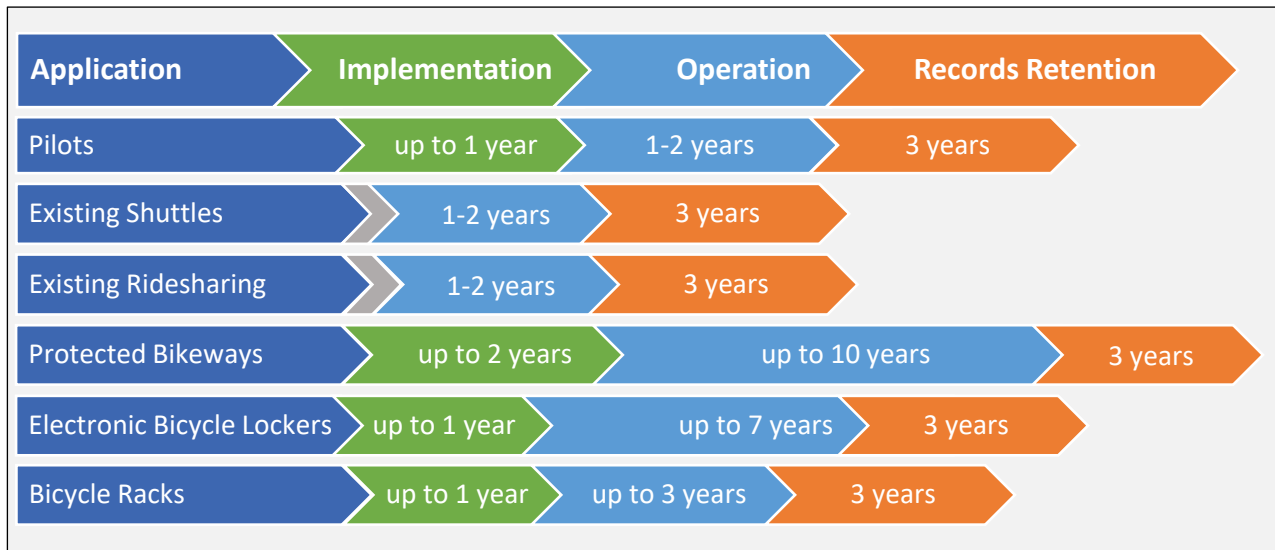 Application Implementation Operation Records Retention
Pilots up to 1 year 1-2 years 3 years
Existing Shuttles 1-2 years 3 years
Existing Ridesharing 1-2 years 3 years
Protected Bikeways up to 2 years up to 10 years 3 years
Electronic Bicycle Lockers up to 1 year up to 7 years 3 years
Bicycle Racks up to 1 year up to 3 years 3 years